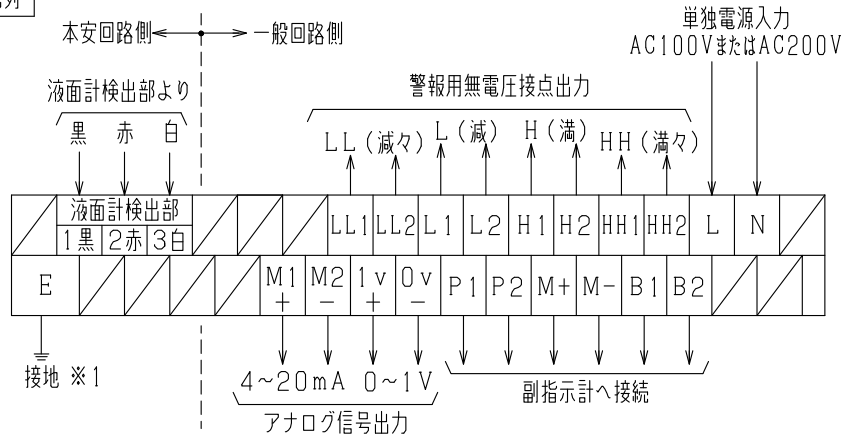 本安回路側
一般回路側
単独電源入力
AC100VまたはAC200V
液面計検出部より
黒 赤 白
警報用無電圧接点出力
LL(減々) L(減) H(満) HH(満々)
液面計検出部
1黒 2赤 3白
LL1 LL2 L1 L2 H1 H2 HH1 HH2 L N
E M1+ M2- 1v+ 0v- P1 P2 M+ M- B1 B2
接地 ※1
4~20mA 0~1V
アナログ信号出力
副指示計へ接続